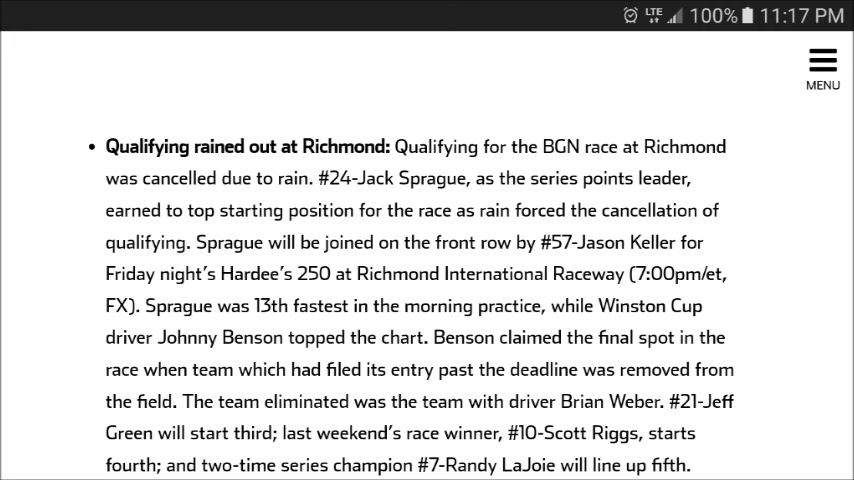 LTE 100% 11:17 PM
MENU
• Qualifying rained out at Richmond: Qualifying for the BGN race at Richmond
was cancelled due to rain. #24-Jack Sprague, as the series points leader,
earned to top starting position for the race as rain forced the cancellation of
qualifying. Sprague will be joined on the front row by #57-Jason Keller for
Friday night's Hardee's 250 at Richmond International Raceway (7:00pm/et,
FX). Sprague was 13th fastest in the morning practice, while Winston Cup
driver Johnny Benson topped the chart. Benson claimed the final spot in the
race when team which had filed its entry past the deadline was removed from
the field. The team eliminated was the team with driver Brian Weber. #21-Jeff
Green will start third; last weekend's race winner, #10-Scott Riggs, starts
fourth; and two-time series champion #7-Randy LaJoie will line up fifth.